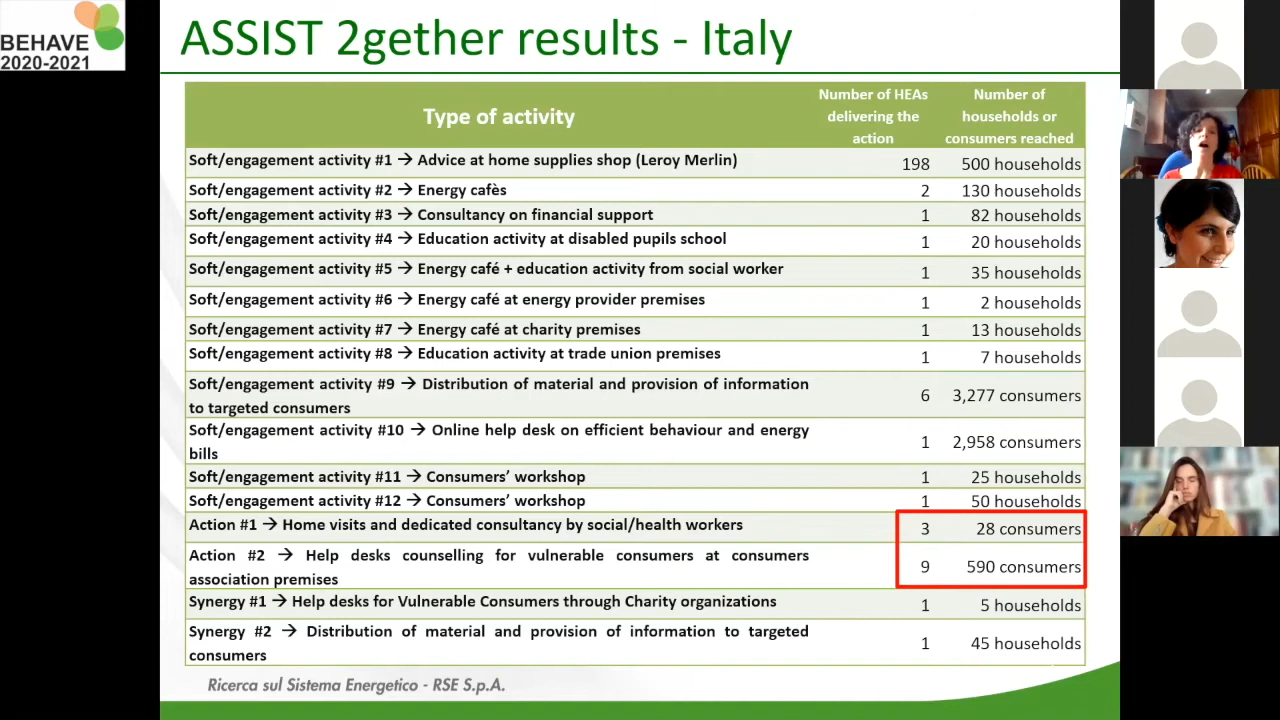 BEHAVE
2020-2021
ASSIST 2gether results - Italy
Type of activity
Number of HEAs
delivering the
action
Number of
households or
consumers reached
Soft/engagement activity #1 → Advice at home supplies shop (Leroy Merlin) 198 500 households
Soft/engagement activity #2 → Energy cafès 2 130 households
Soft/engagement activity #3 → Consultancy on financial support 1 82 households
Soft/engagement activity #4 → Education activity at disabled pupils school 1 20 households
Soft/engagement activity #5 → Energy café + education activity from social worker 1 35 households
Soft/engagement activity #6 → Energy café at energy provider premises 1 2 households
Soft/engagement activity #7 → Energy café at charity premises 1 13 households
Soft/engagement activity #8 → Education activity at trade union premises 1 7 households
Soft/engagement activity #9 → Distribution of material and provision of information
to targeted consumers 6 3,277 consumers
Soft/engagement activity #10 → Online help desk on efficient behaviour and energy
bills 1 2,958 consumers
Soft/engagement activity #11 → Consumers’ workshop 1 25 households
Soft/engagement activity #12 → Consumers’ workshop 1 50 households
Action #1 → Home visits and dedicated consultancy by social/health workers 3 28 consumers
Action #2 → Help desks counselling for vulnerable consumers at consumers
association premises 9 590 consumers
Synergy #1 → Help desks for Vulnerable Consumers through Charity organizations 1 5 households
Synergy #2 → Distribution of material and provision of information to targeted
consumers 1 45 households
Ricerca sul Sistema Energetico - RSE S.p.A.